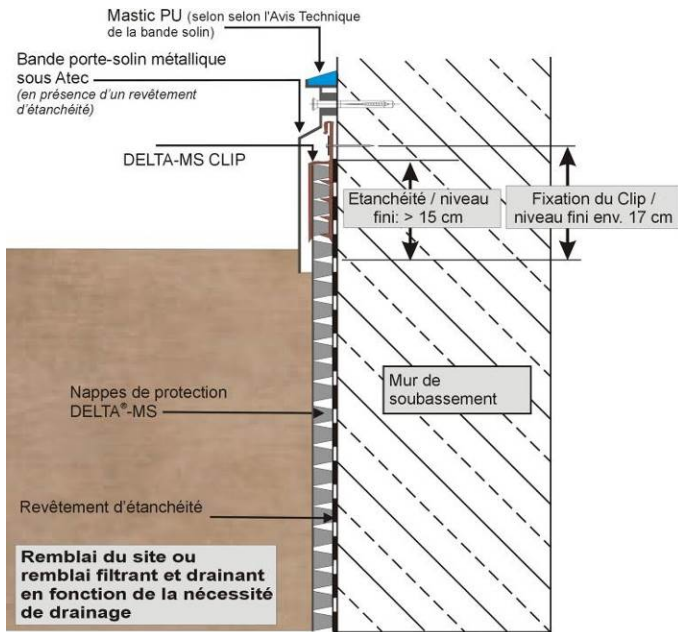 Mastic PU (selon selon l'Avis Technique
de la bande solin)
Bande porte-solin métallique
sous Atec
(en présence d'un revêtement
d'étanchéité)
DELTA-MS CLIP
Etanchéité / niveau
fini: > 15 cm
Fixation du Clip /
niveau fini env. 17 cm
Mur de
soubassement
Nappes de protection
DELTA®-MS
Revêtement d'étanchéité
Remblai du site ou
remblai filtrant et drainant
en fonction de la nécessité
de drainage